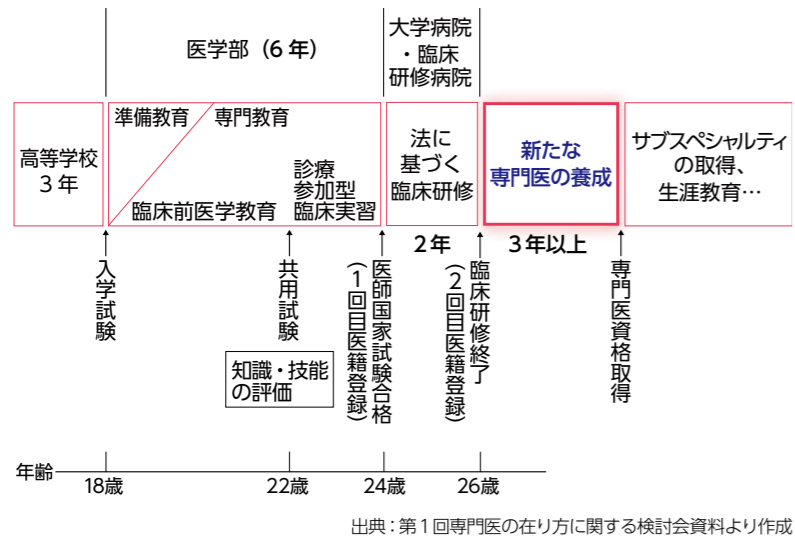 医学部（6年）
大学病院
・臨床
研修病院
高等学校
3年
準備教育
専門教育
臨床前医学教育
診療
参加型
臨床実習
法に
基づく
臨床研修
新たな
専門医の養成
サブスペシャルティ
の取得、
生涯教育…
2年
3年以上
入学試験
共用試験
知識・技能
の評価
医師国家試験合格
（1回目医籍登録）
臨床研修終了
（2回目医籍登録）
専門医資格取得
年齢
18歳
22歳
24歳
26歳
出典：第1回専門医の在り方に関する検討会資料より作成